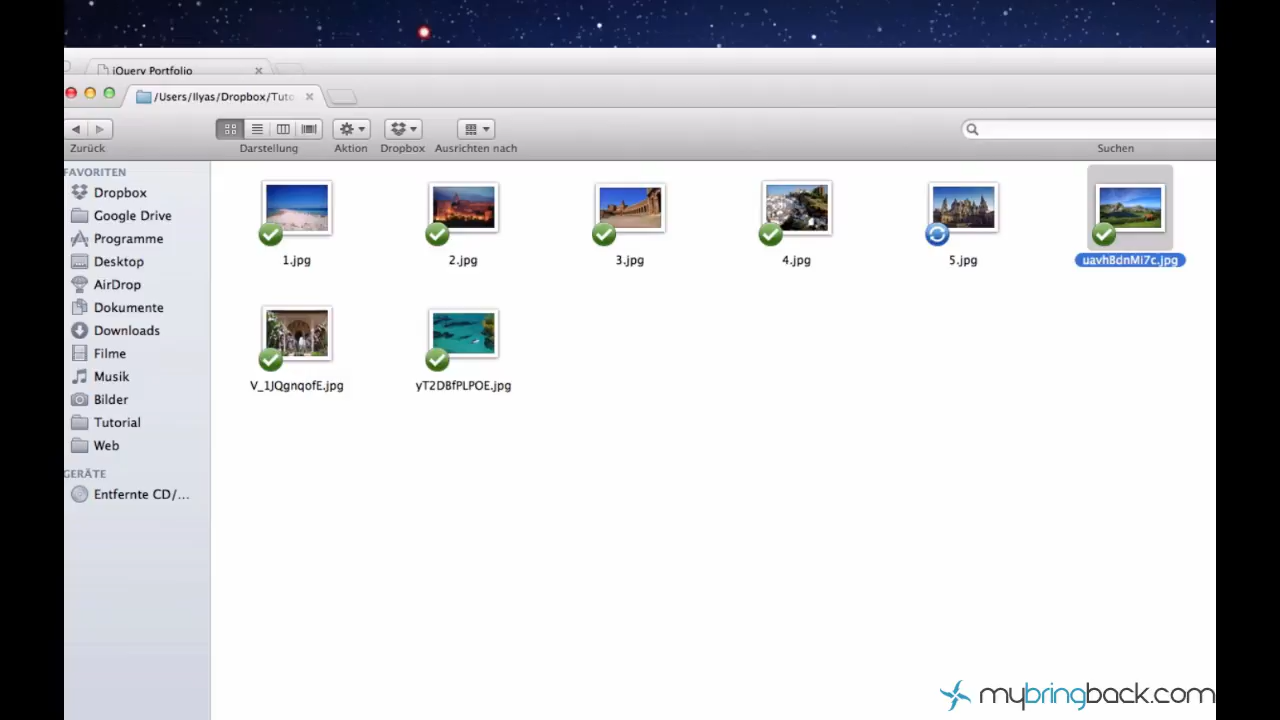 jQuery Portfolio
/Users/Ilyas/Dropbox/Tuto
Zurück
Darstellung
Aktion
Dropbox
Ausrichten nach
Suchen
FAVORITEN
Dropbox
Google Drive
Programme
Desktop
AirDrop
Dokumente
Downloads
Filme
Musik
Bilder
Tutorial
Web
GERÄTE
Entfernte CD/...
1.jpg
2.jpg
3.jpg
4.jpg
5.jpg
uavh8dnMi7c.jpg
V_1JQgnqofE.jpg
yT2DBfPLPOE.jpg
mybringback.com